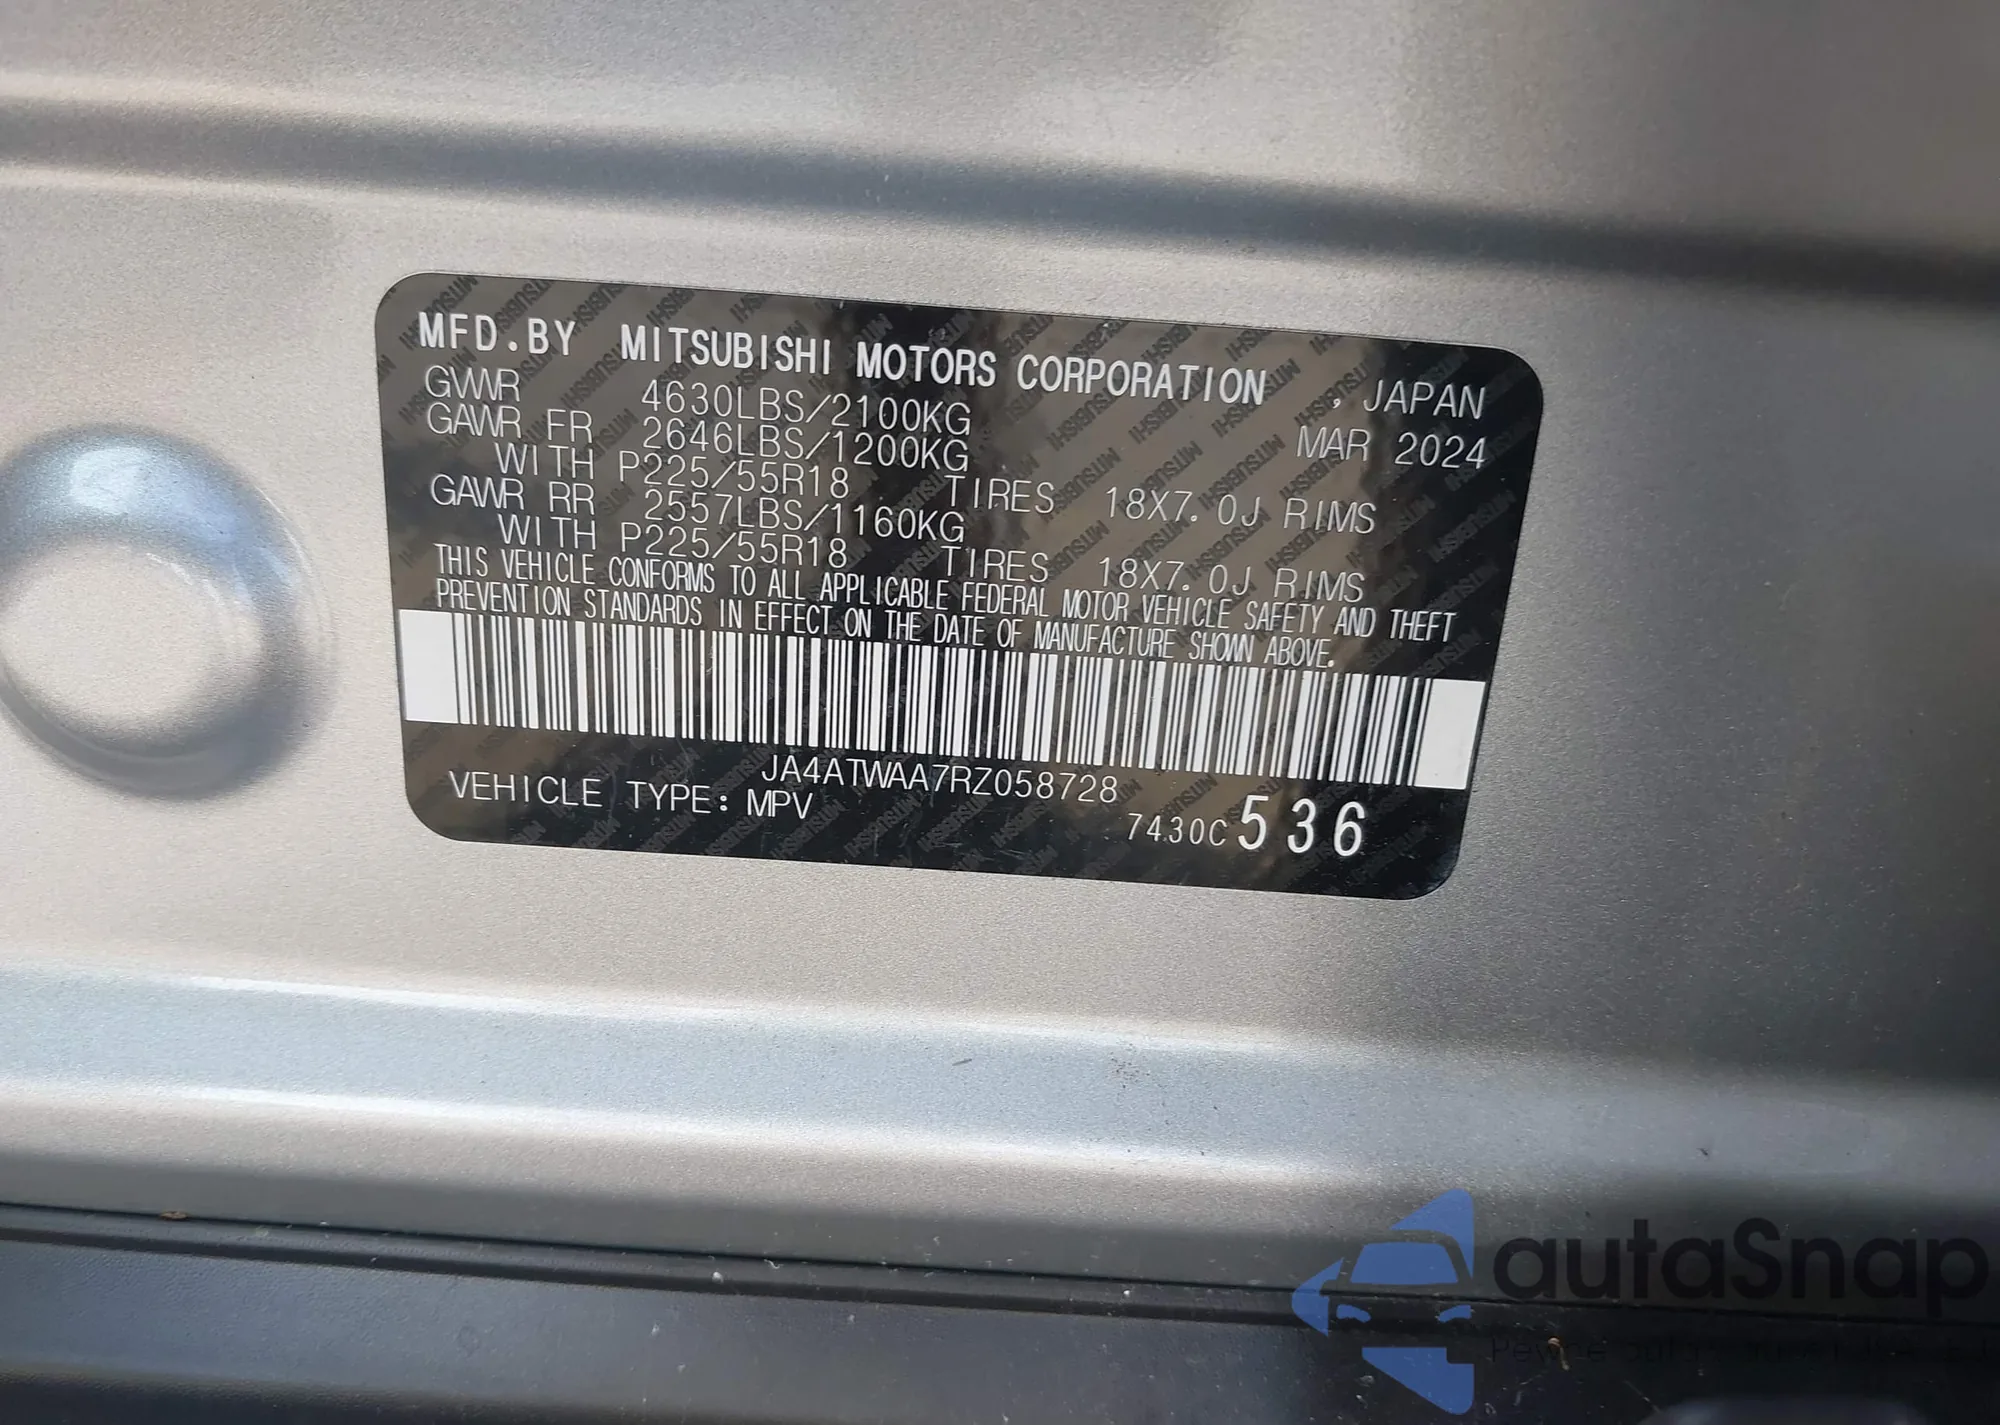 MFD.BY MITSUBISHI MOTORS CORPORATION , JAPAN
GVWR 4630LBS/2100KG MAR 2024
GAWR FR 2646LBS/1200KG
WITH P225/55R18 TIRES 18X7.0J RIMS
GAWR RR 2557LBS/1160KG
WITH P225/55R18 TIRES 18X7.0J RIMS
THIS VEHICLE CONFORMS TO ALL APPLICABLE FEDERAL MOTOR VEHICLE SAFETY AND THEFT
PREVENTION STANDARDS IN EFFECT ON THE DATE OF MANUFACTURE SHOWN ABOVE.
JA4ATWAA7RZ058728
VEHICLE TYPE: MPV
7430C 536
autaSnap
Pewne auta